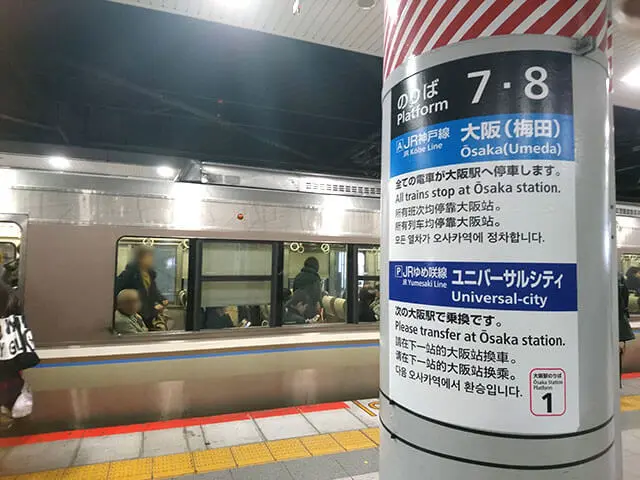 のりば
Platform
7・8
A JR神戸線 大阪(梅田)
JR Kobe Line Ōsaka(Umeda)
全ての電車が大阪駅へ停車します。
All trains stop at Ōsaka station.
所有班次均停靠大阪站。
所有列车均停靠大阪站。
모든 열차가 오사카역에 정차합니다.
P JRゆめ咲線 ユニバーサルシティ
JR Yumesaki Line Universal-city
次の大阪駅で乗換です。
Please transfer at Ōsaka station.
請在下一站的大阪站換車。
请在下一站的大阪站换乘。
다음 오사카역에서 환승입니다.
大阪駅のりば
Ōsaka Station
Platform
1